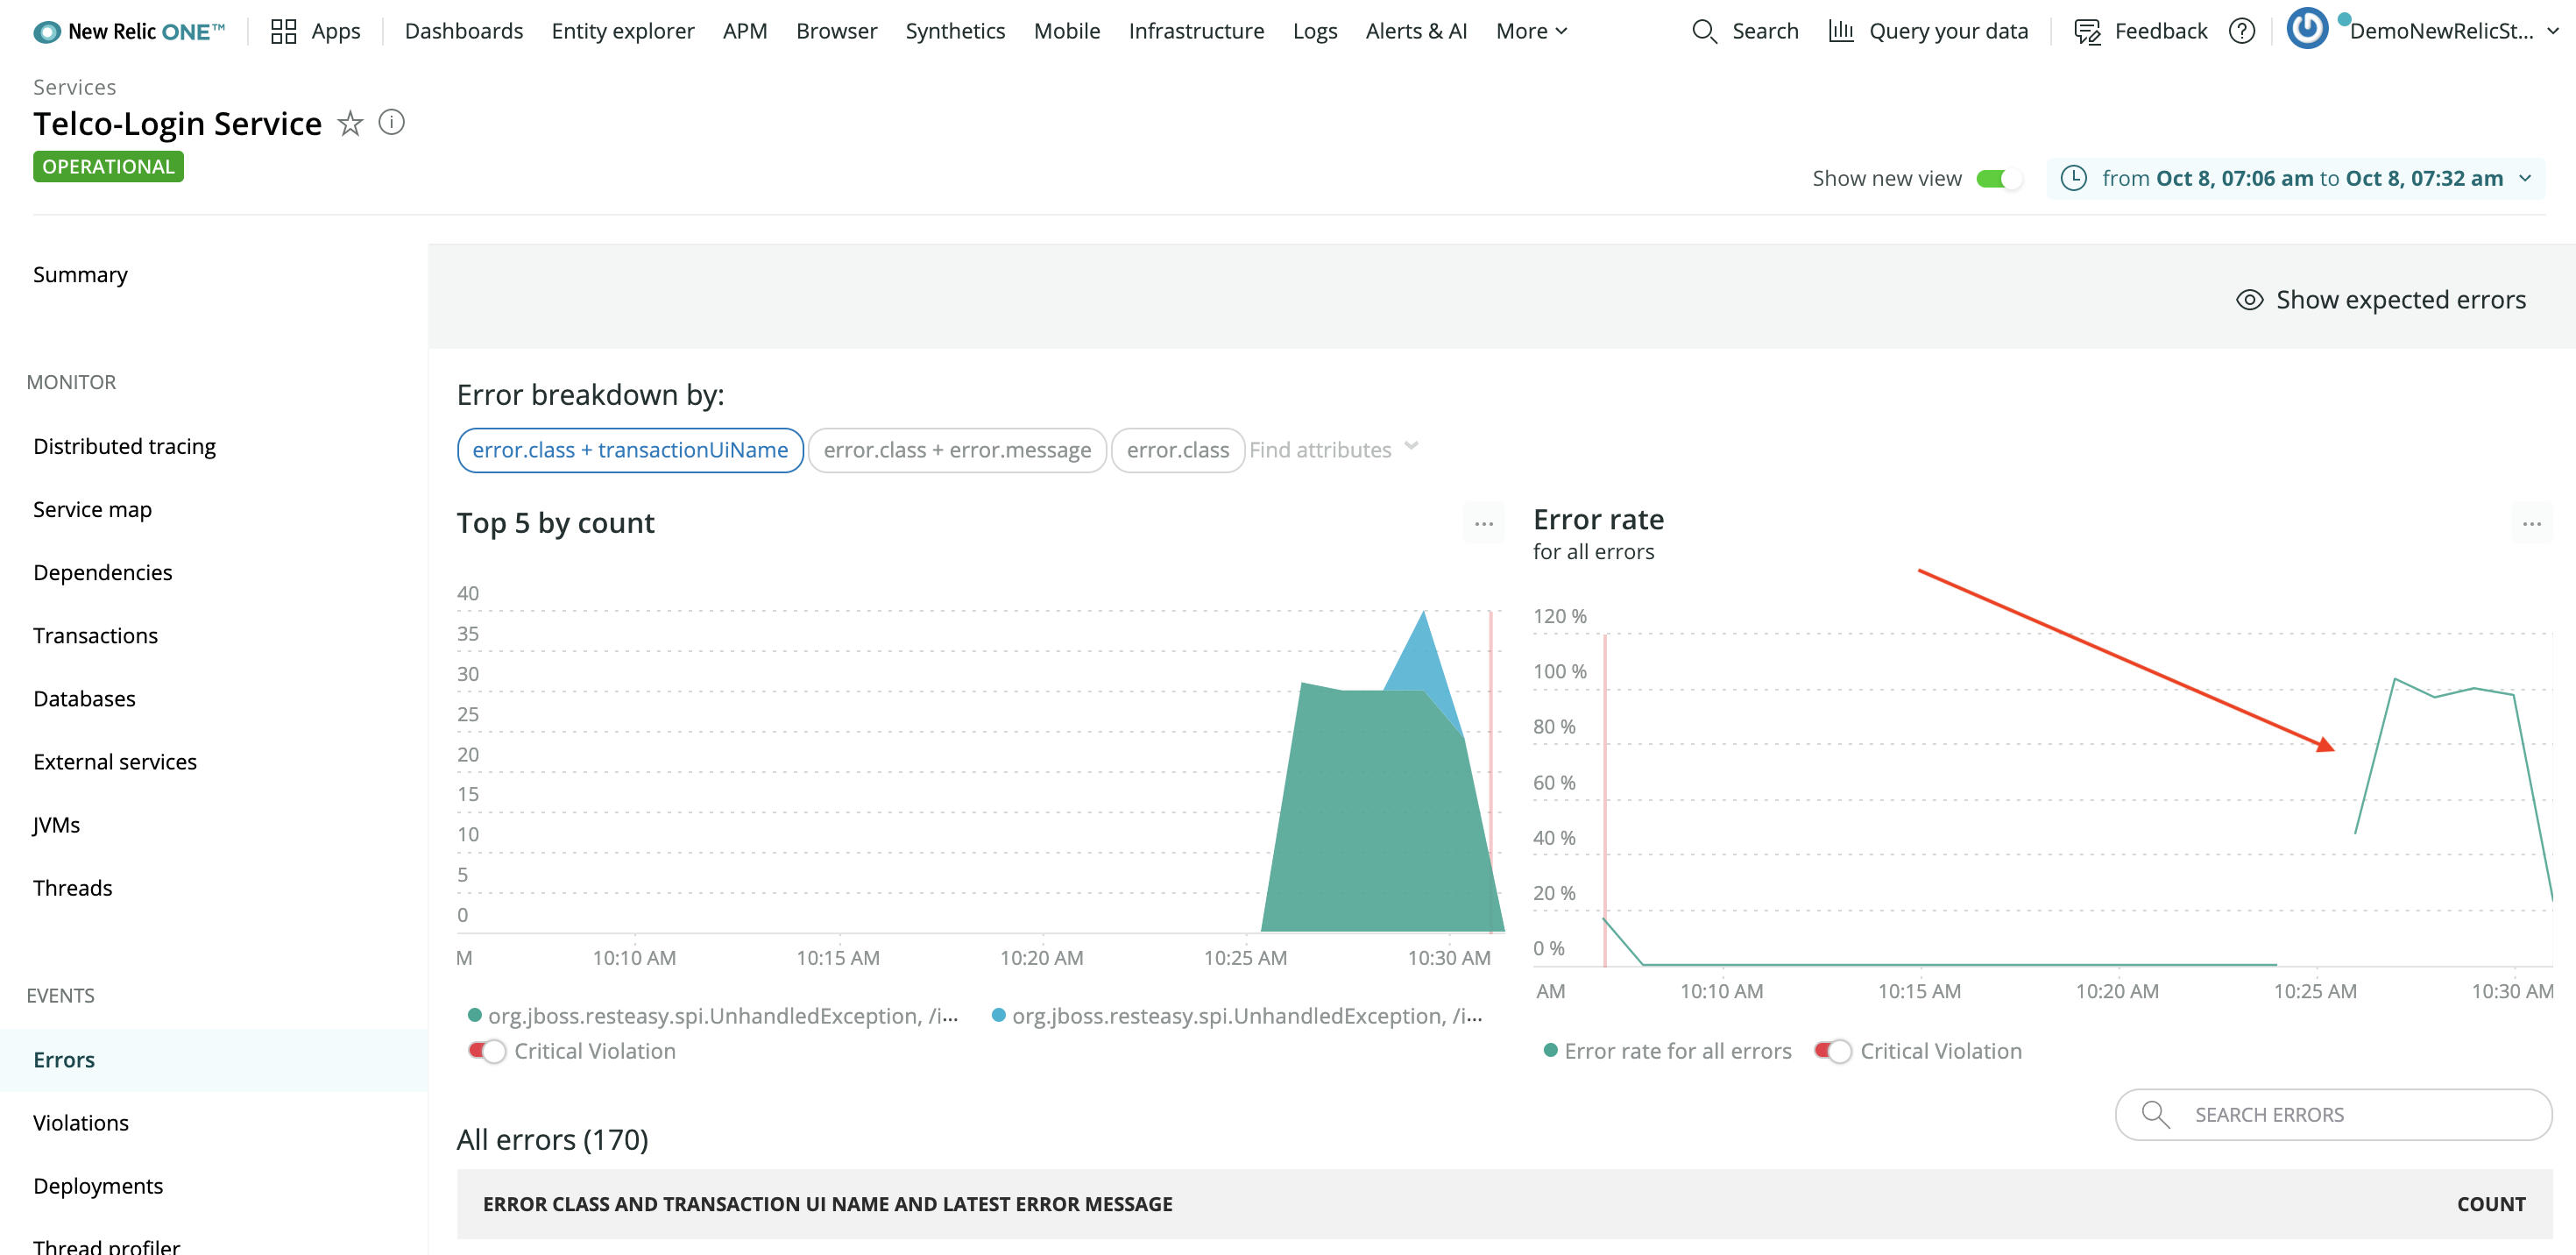 New Relic ONE™ Apps Dashboards Entity explorer APM Browser Synthetics Mobile Infrastructure Logs Alerts & AI More Search Query your data Feedback ? DemoNewRelicSt...
Services
Telco-Login Service
OPERATIONAL
Show new view from Oct 8, 07:06 am to Oct 8, 07:32 am
Summary
MONITOR
Distributed tracing
Service map
Dependencies
Transactions
Databases
External services
JVMs
Threads
EVENTS
Errors
Violations
Deployments
Thread profiler
Show expected errors
Error breakdown by:
error.class + transactionUiName error.class + error.message error.class Find attributes
Top 5 by count
...
40
35
30
25
20
15
10
5
0
M 10:10 AM 10:15 AM 10:20 AM 10:25 AM 10:30 AM
org.jboss.resteasy.spi.UnhandledException, /i... org.jboss.resteasy.spi.UnhandledException, /i...
Critical Violation
Error rate
for all errors
...
120 %
100 %
80 %
60 %
40 %
20 %
0 %
AM 10:10 AM 10:15 AM 10:20 AM 10:25 AM 10:30 AM
Error rate for all errors Critical Violation
SEARCH ERRORS
All errors (170)
ERROR CLASS AND TRANSACTION UI NAME AND LATEST ERROR MESSAGE COUNT